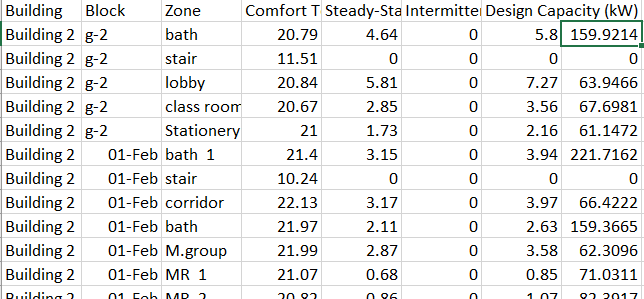 Building Block Zone Comfort T Steady-Sta Intermitter Design Capacity (kW)
Building 2 g-2 bath 20.79 4.64 0 5.8 159.9214
Building 2 g-2 stair 11.51 0 0 0 0
Building 2 g-2 lobby 20.84 5.81 0 7.27 63.9466
Building 2 g-2 class room 20.67 2.85 0 3.56 67.6981
Building 2 g-2 Stationery 21 1.73 0 2.16 61.1472
Building 2 01-Feb bath 1 21.4 3.15 0 3.94 221.7162
Building 2 01-Feb stair 10.24 0 0 0 0
Building 2 01-Feb corridor 22.13 3.17 0 3.97 66.4222
Building 2 01-Feb bath 21.97 2.11 0 2.63 159.3665
Building 2 01-Feb M.group 21.99 2.87 0 3.58 62.3096
Building 2 01-Feb MR 1 21.07 0.68 0 0.85 71.0311
Building 2 01-Feb MR 2 20.82 0.86 0 1.07 82.3917